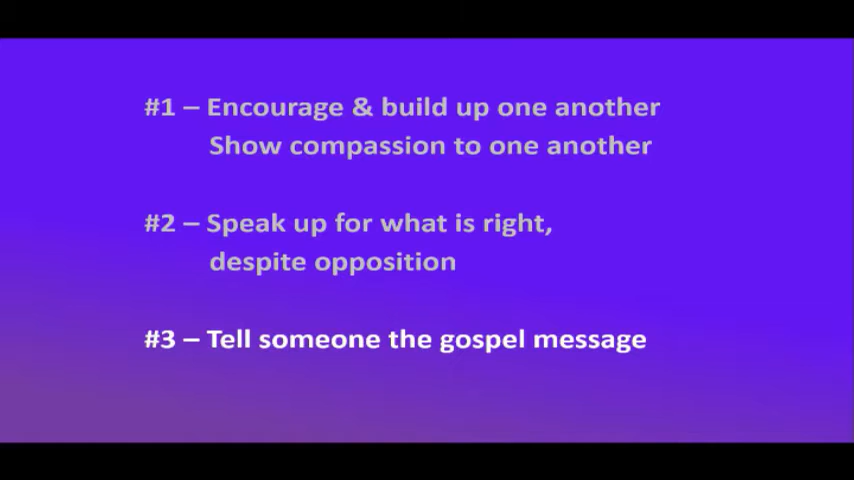 #1 – Encourage & build up one another
Show compassion to one another
#2 – Speak up for what is right,
despite opposition
#3 – Tell someone the gospel message